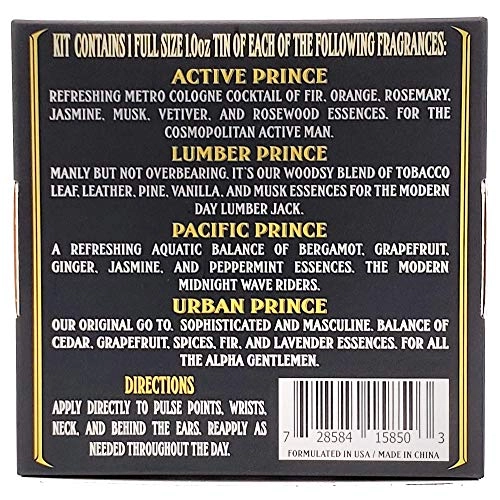 KIT CONTAINS 1 FULL SIZE 1.0oz TIN OF EACH OF THE FOLLOWING FRAGRANCES:
ACTIVE PRINCE
REFRESHING METRO COLOGNE COCKTAIL OF FIR, ORANGE, ROSEMARY,
JASMINE, MUSK, VETIVER, AND ROSEWOOD ESSENCES. FOR THE
COSMOPOLITAN ACTIVE MAN.
LUMBER PRINCE
MANLY BUT NOT OVERBEARING. IT'S OUR WOODSY BLEND OF TOBACCO
LEAF, LEATHER, PINE, VANILLA, AND MUSK ESSENCES FOR THE MODERN
DAY LUMBER JACK.
PACIFIC PRINCE
A REFRESHING AQUATIC BALANCE OF BERGAMOT, GRAPEFRUIT,
GINGER, JASMINE, AND PEPPERMINT ESSENCES. THE MODERN
MIDNIGHT WAVE RIDERS.
URBAN PRINCE
OUR ORIGINAL GO TO. SOPHISTICATED AND MASCULINE. BALANCE OF
CEDAR, GRAPEFRUIT, SPICES, FIR, AND LAVENDER ESSENCES. FOR ALL
THE ALPHA GENTLEMEN.
DIRECTIONS
APPLY DIRECTLY TO PULSE POINTS, WRISTS,
NECK, AND BEHIND THE EARS. REAPPLY AS
NEEDED THROUGHOUT THE DAY.
7 28584 15850 3
FORMULATED IN USA / MADE IN CHINA